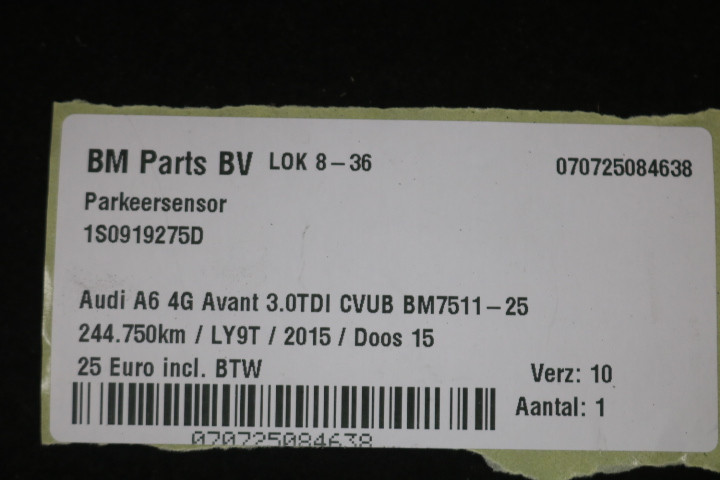 BM Parts BV LOK 8-36 070725084638
Parkeersensor
1S0919275D
Audi A6 4G Avant 3.0TDI CVUB BM7511-25
244.750km / LY9T / 2015 / Doos 15
25 Euro incl. BTW
Verz: 10
Aantal: 1
070725084638